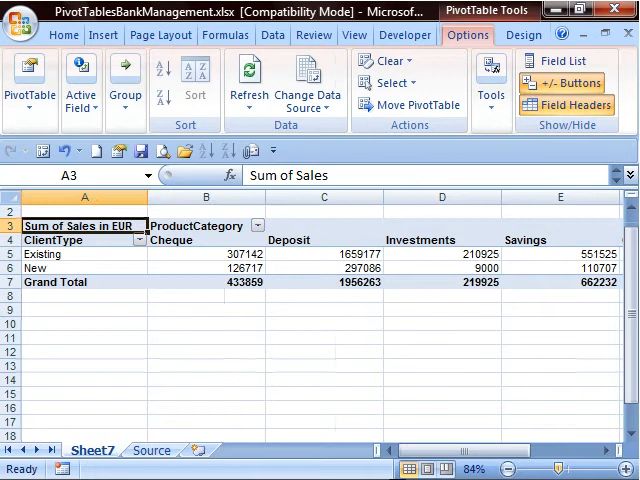 PivotTablesBankManagement.xlsx [Compatibility Mode] - Microsof... PivotTable Tools
Home Insert Page Layout Formulas Data Review View Developer Options Design
PivotTable Active Field Group Sort Refresh Change Data Source Clear Select Move PivotTable Tools Field List +/- Buttons Field Headers
Sort Data Actions Show/Hide
A3 fx Sum of Sales
A B C D E
2
3 Sum of Sales in EUR ProductCategory
4 ClientType Cheque Deposit Investments Savings
5 Existing 307142 1659177 210925 551525
6 New 126717 297086 9000 110707
7 Grand Total 433859 1956263 219925 662232
8
9
10
11
12
13
14
15
16
17
18
Sheet7 Source
Ready 84%